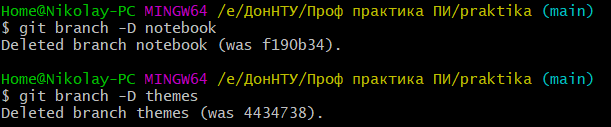 Home@Nikolay-PC MINGW64 /e/ДонНТУ/Проф практика ПИ/praktika (main)
$ git branch -D notebook
Deleted branch notebook (was f190b34).
Home@Nikolay-PC MINGW64 /e/ДонНТУ/Проф практика ПИ/praktika (main)
$ git branch -D themes
Deleted branch themes (was 4434738).